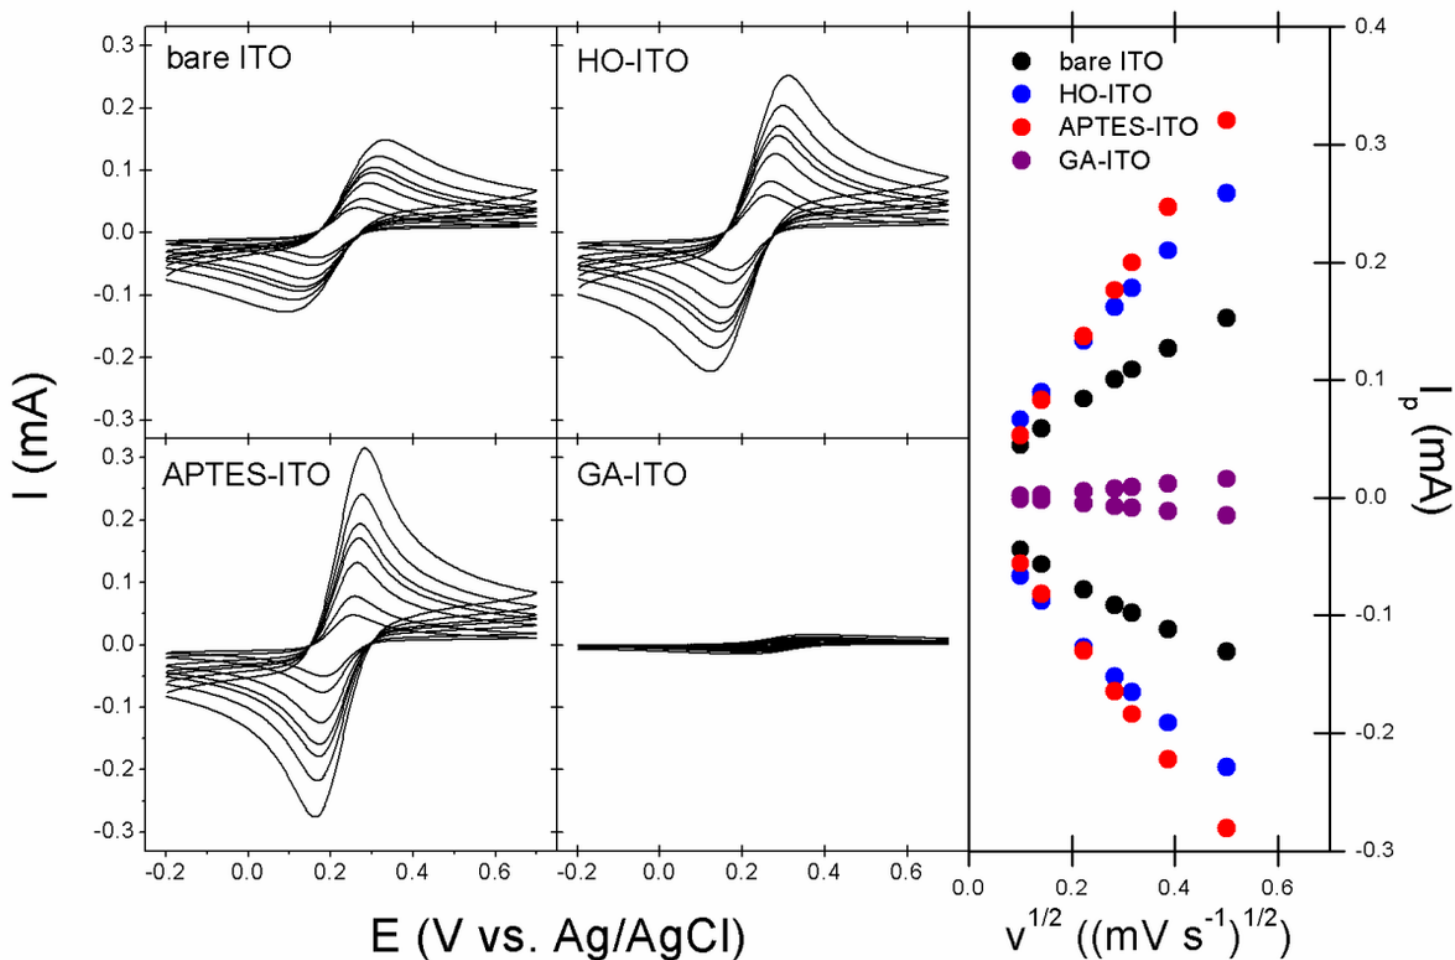 bare ITO
HO-ITO
APTES-ITO
GA-ITO
0.3
0.2
0.1
0.0
-0.1
-0.2
-0.3
0.3
0.2
0.1
0.0
-0.1
-0.2
-0.3
I (mA)
-0.2 0.0 0.2 0.4 0.6
-0.2 0.0 0.2 0.4 0.6
E (V vs. Ag/AgCl)
bare ITO
HO-ITO
APTES-ITO
GA-ITO
0.4
0.3
0.2
0.1
0.0
-0.1
-0.2
-0.3
Ip (mA)
0.0 0.2 0.4 0.6
v^1/2 ((mV s^-1)^1/2)